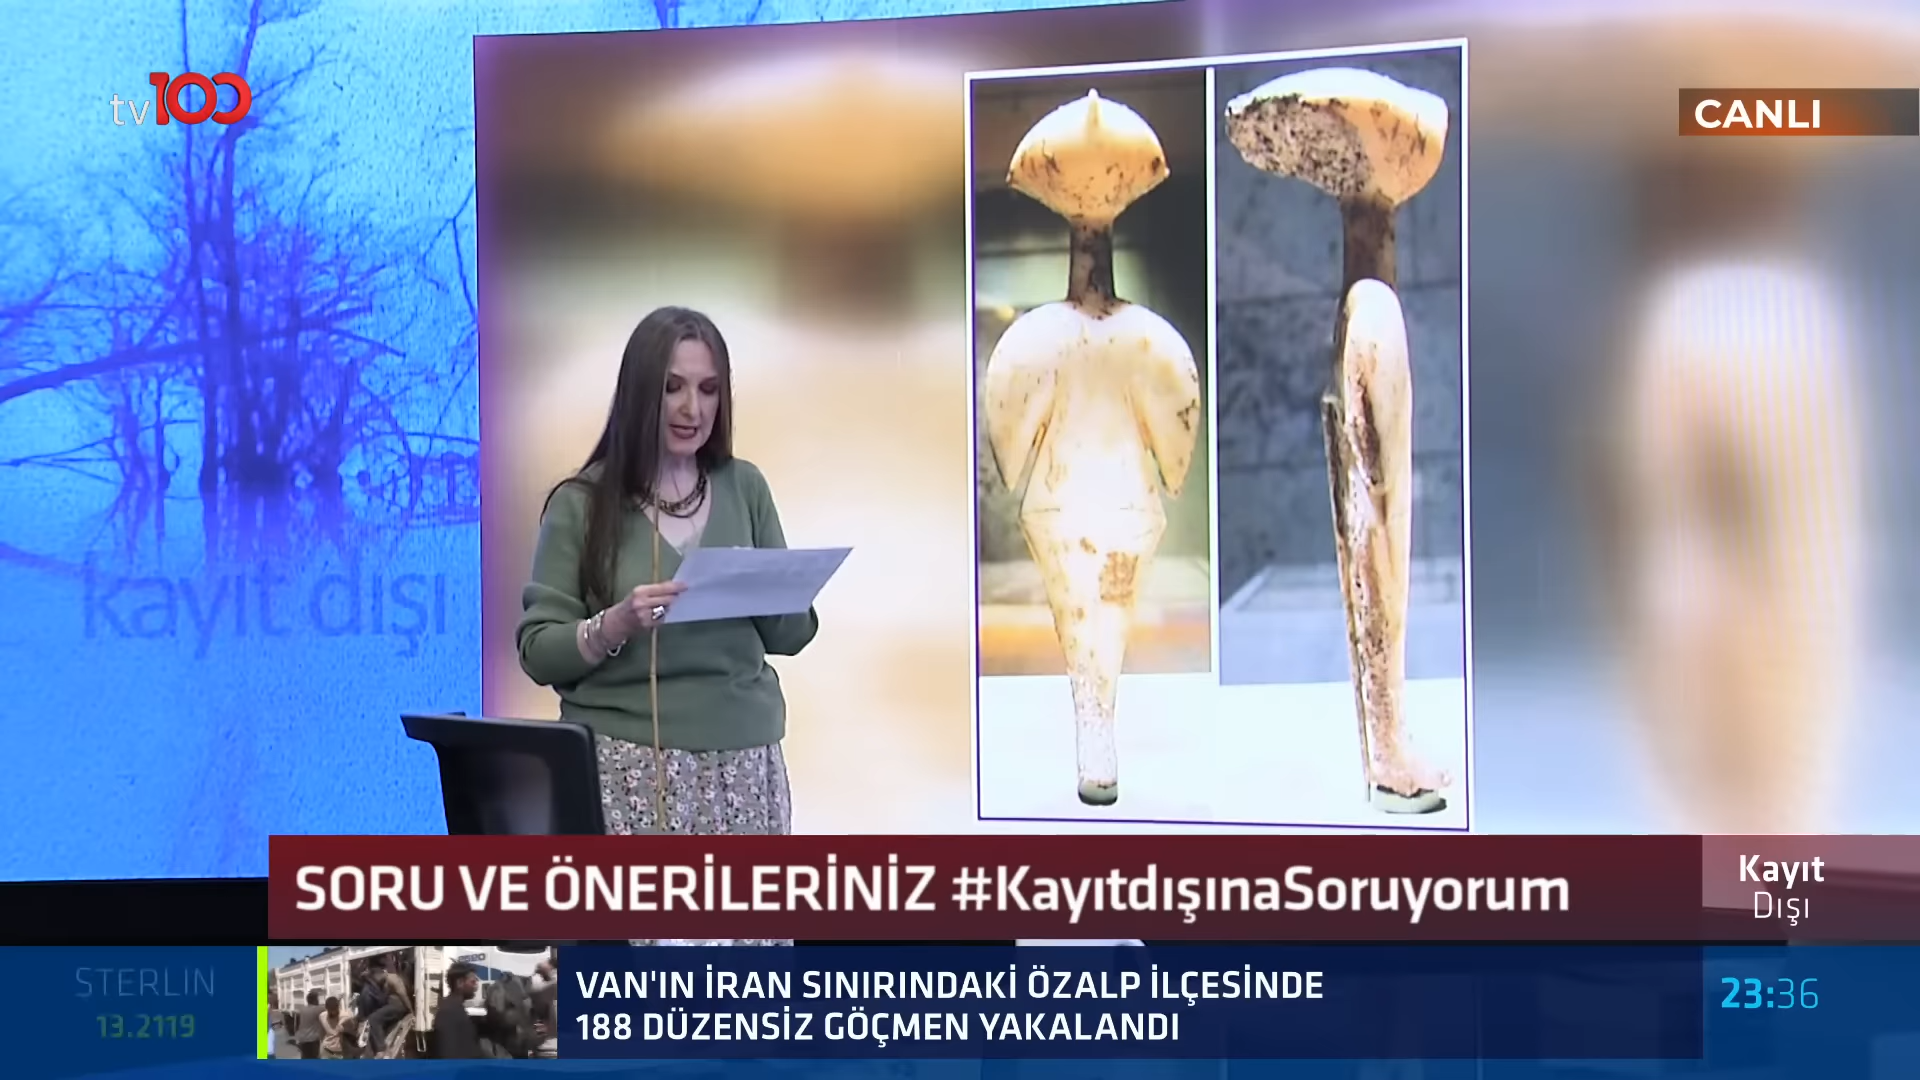 tv100
CANLI
kayıt dışı
SORU VE ÖNERİLERİNİZ #KayıtdışınaSoruyorum
Kayıt
Dışı
STERLIN
13.2119
VAN'IN İRAN SINIRINDAKİ ÖZALP İLÇESİNDE
188 DÜZENSİZ GÖÇMEN YAKALANDI
23:36